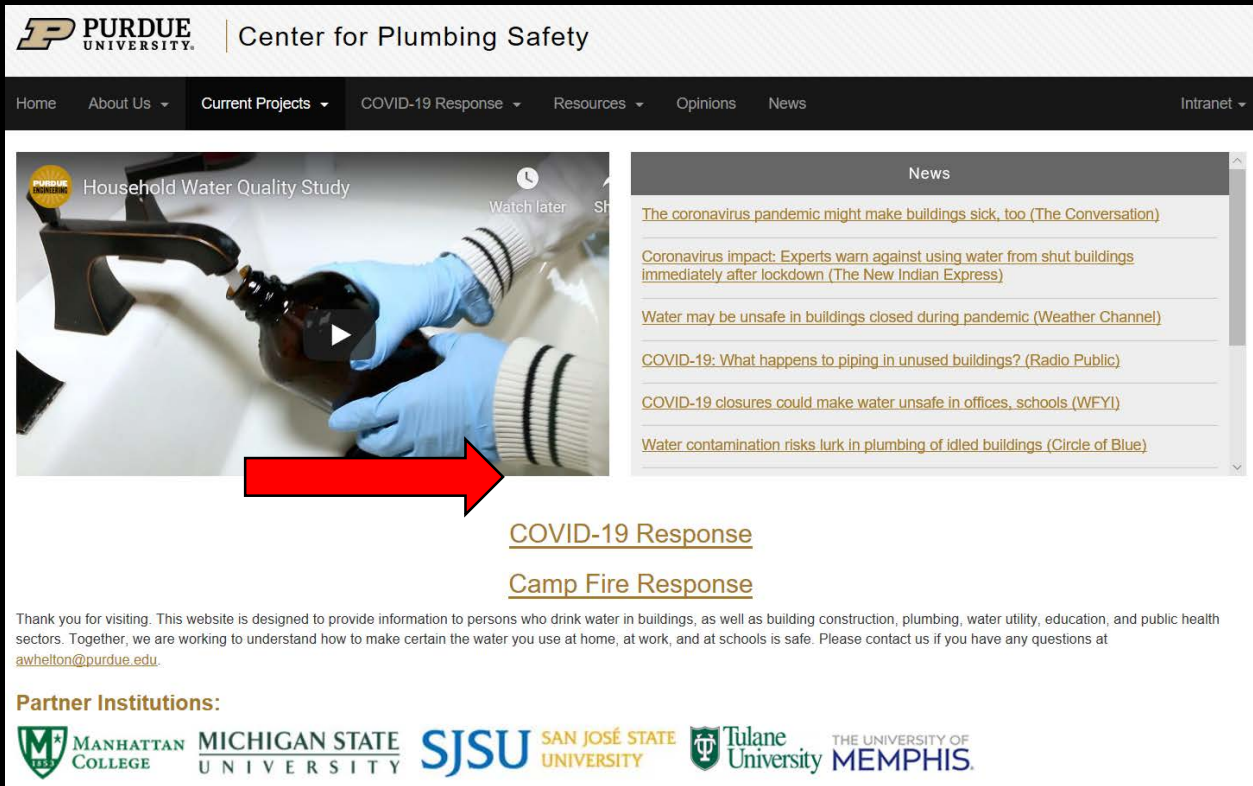 PURDUE
UNIVERSITY®
Center for Plumbing Safety
Home About Us Current Projects COVID-19 Response Resources Opinions News Intranet
PURDUE
ENGINEERING
Household Water Quality Study
Watch later
Sh
News
The coronavirus pandemic might make buildings sick, too (The Conversation)
Coronavirus impact: Experts warn against using water from shut buildings
immediately after lockdown (The New Indian Express)
Water may be unsafe in buildings closed during pandemic (Weather Channel)
COVID-19: What happens to piping in unused buildings? (Radio Public)
COVID-19 closures could make water unsafe in offices, schools (WFYI)
Water contamination risks lurk in plumbing of idled buildings (Circle of Blue)
COVID-19 Response
Camp Fire Response
Thank you for visiting. This website is designed to provide information to persons who drink water in buildings, as well as building construction, plumbing, water utility, education, and public health
sectors. Together, we are working to understand how to make certain the water you use at home, at work, and at schools is safe. Please contact us if you have any questions at
awhelton@purdue.edu.
Partner Institutions:
MANHATTAN
COLLEGE
1853
MICHIGAN STATE
UNIVERSITY
SJSU SAN JOSÉ STATE
UNIVERSITY
Tulane
University
THE UNIVERSITY OF
MEMPHIS.